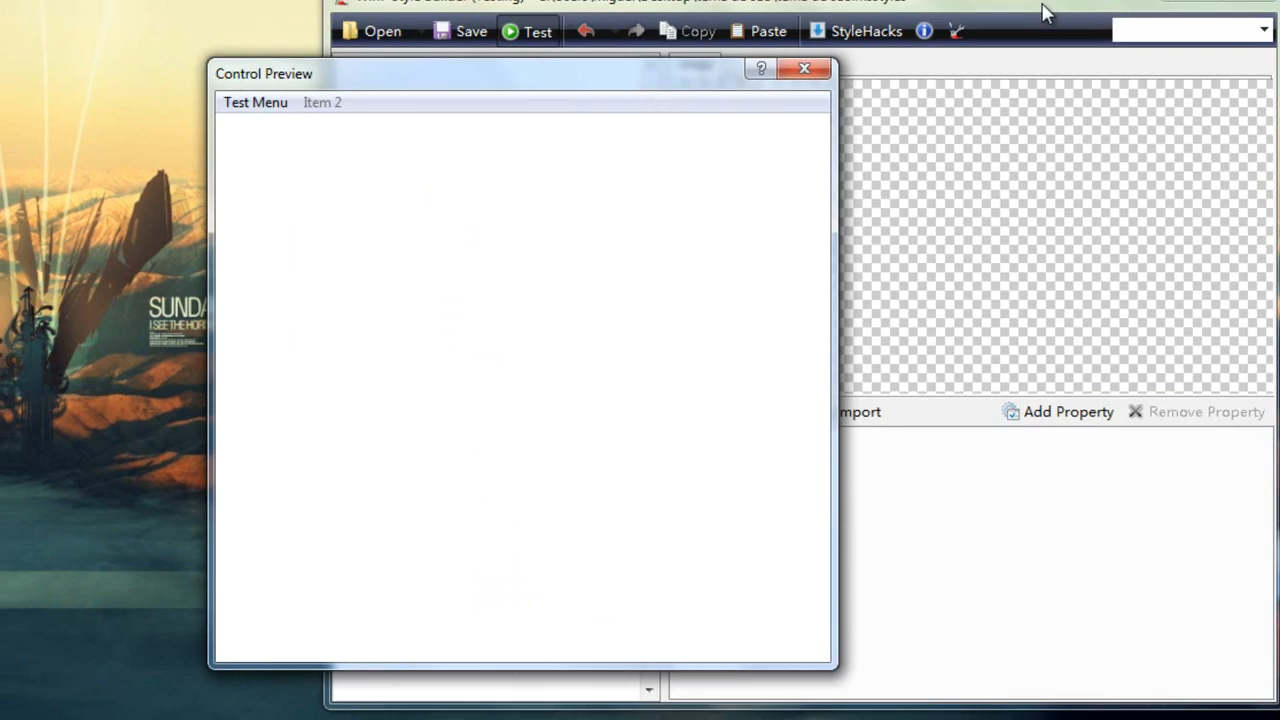 Open Save Test Copy Paste StyleHacks
Control Preview
Test Menu Item 2
SUNDA
I SEE THE HOR
mport Add Property Remove Property